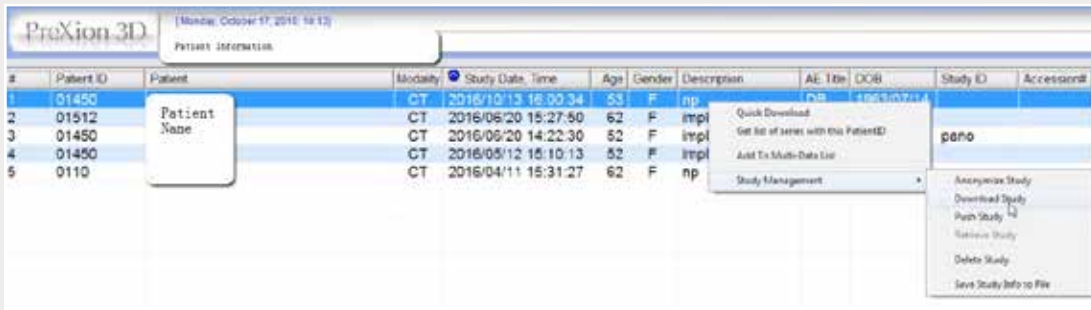 PreXion 3D
[Monday, October 17, 2016, 16:13]
Patient Information
# Patient ID Patient Modality Study Date, Time Age Gender Description AE Title DOB Study ID Accession#
1 01450 CT 2016/10/13 16:00:34 53 F np DB 1963/07/14
2 01512 CT 2016/06/20 15:27:50 62 F impl
3 01450 CT 2016/06/20 14:22:30 52 F impl pano
4 01450 CT 2016/05/12 15:10:13 52 F impl
5 0110 CT 2016/04/11 15:31:27 62 F np
Patient
Name
Quick Download
Get list of series with this PatientID
Add To Multi-Data List
Study Management
Anonymize Study
Download Study
Push Study
Retrieve Study
Delete Study
Save Study Info to File